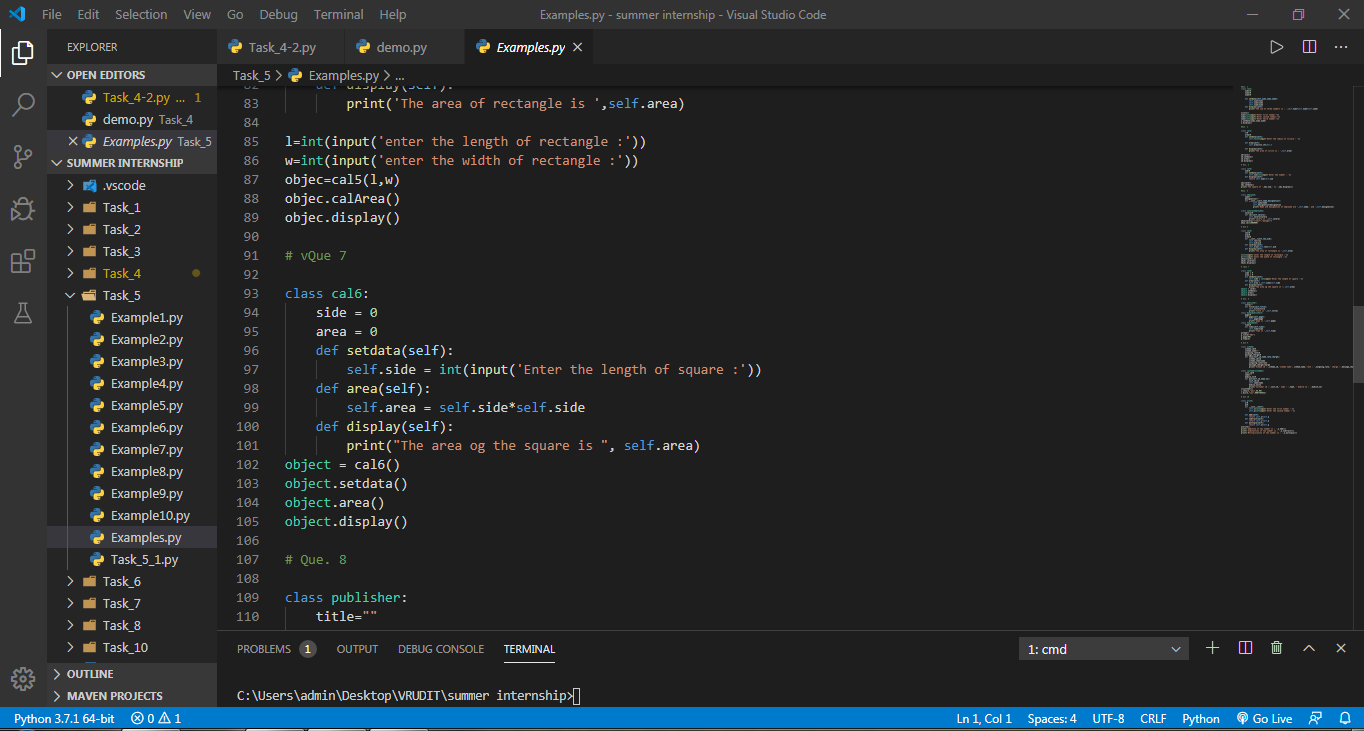 File Edit Selection View Go Debug Terminal Help
Examples.py - summer internship - Visual Studio Code
EXPLORER
OPEN EDITORS
Task_4-2.py ... 1
demo.py Task_4
Examples.py Task_5
SUMMER INTERNSHIP
.vscode
Task_1
Task_2
Task_3
Task_4
Task_5
Example1.py
Example2.py
Example3.py
Example4.py
Example5.py
Example6.py
Example7.py
Example8.py
Example9.py
Example10.py
Examples.py
Task_5_1.py
Task_6
Task_7
Task_8
Task_10
OUTLINE
MAVEN PROJECTS
Task_4-2.py demo.py Examples.py
Task_5 > Examples.py > ...
82 def display(self):
83 print('The area of rectangle is ',self.area)
84
85 l=int(input('enter the length of rectangle :'))
86 w=int(input('enter the width of rectangle :'))
87 objec=cal5(l,w)
88 objec.calArea()
89 objec.display()
90
91 # vQue 7
92
93 class cal6:
94 side = 0
95 area = 0
96 def setdata(self):
97 self.side = int(input('Enter the length of square :'))
98 def area(self):
99 self.area = self.side*self.side
100 def display(self):
101 print("The area og the square is ", self.area)
102 object = cal6()
103 object.setdata()
104 object.area()
105 object.display()
106
107 # Que. 8
108
109 class publisher:
110 title=""
PROBLEMS 1 OUTPUT DEBUG CONSOLE TERMINAL
1: cmd
C:\Users\admin\Desktop\VRUDIT\summer internship>
Python 3.7.1 64-bit 0 1
Ln 1, Col 1 Spaces: 4 UTF-8 CRLF Python Go Live